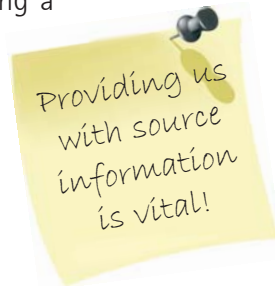 ng a
Providing us
with source
information
is vital!